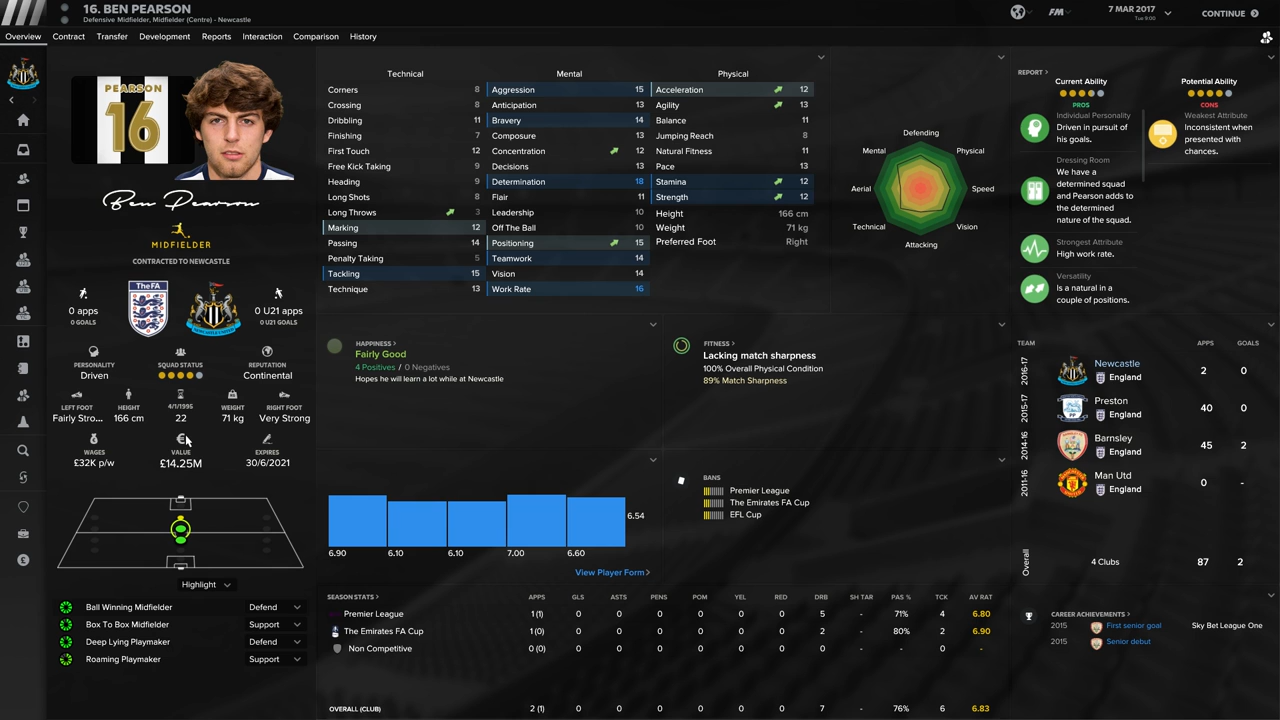 16. BEN PEARSON
Defensive Midfielder, Midfielder (Centre) - Newcastle
FM
7 MAR 2017
Tue 9:00
CONTINUE
Overview Contract Transfer Development Reports Interaction Comparison History
PEARSON
16
Ben Pearson
MIDFIELDER
CONTRACTED TO NEWCASTLE
The FA
0 apps
0 GOALS
0 U21 apps
0 U21 GOALS
PERSONALITY
Driven
SQUAD STATUS
REPUTATION
Continental
LEFT FOOT
Fairly Stro...
HEIGHT
166 cm
4/1/1995
22
WEIGHT
71 kg
RIGHT FOOT
Very Strong
WAGES
£32K p/w
VALUE
£14.25M
EXPIRES
30/6/2021
Highlight
Ball Winning Midfielder Defend
Box To Box Midfielder Support
Deep Lying Playmaker Defend
Roaming Playmaker Support
Technical
Corners 8
Crossing 8
Dribbling 11
Finishing 7
First Touch 12
Free Kick Taking 9
Heading 9
Long Shots 8
Long Throws 3
Marking 12
Passing 14
Penalty Taking 5
Tackling 15
Technique 13
Mental
Aggression 15
Anticipation 13
Bravery 14
Composure 13
Concentration 12
Decisions 13
Determination 18
Flair 11
Leadership 10
Off The Ball 10
Positioning 15
Teamwork 14
Vision 14
Work Rate 16
Physical
Acceleration 12
Agility 13
Balance 11
Jumping Reach 8
Natural Fitness 11
Pace 13
Stamina 12
Strength 12
Height 166 cm
Weight 71 kg
Preferred Foot Right
Defending
Mental
Physical
Aerial
Speed
Technical
Vision
Attacking
REPORT >
Current Ability
PROS
Individual Personality
Driven in pursuit of
his goals.
Dressing Room
We have a
determined squad
and Pearson adds to
the determined
nature of the squad.
Strongest Attribute
High work rate.
Versatility
Is a natural in a
couple of positions.
Potential Ability
CONS
Weakest Attribute
Inconsistent when
presented with
chances.
HAPPINESS >
Fairly Good
4 Positives / 0 Negatives
Hopes he will learn a lot while at Newcastle
FITNESS >
Lacking match sharpness
100% Overall Physical Condition
89% Match Sharpness
6.54
6.90 6.10 6.10 7.00 6.60
View Player Form >
BANS
Premier League
The Emirates FA Cup
EFL Cup
TEAM APPS GOALS
2016-17 Newcastle England 2 0
2015-17 Preston England 40 0
2014-16 Barnsley England 45 2
2011-16 Man Utd England 0 -
Overall 4 Clubs 87 2
SEASON STATS > APPS GLS ASTS PENS POM YEL RED DRB SH TAR PAS % TCK AV RAT
Premier League 1 (1) 0 0 0 0 0 0 5 - 71% 4 6.80
The Emirates FA Cup 1 (0) 0 0 0 0 0 0 2 - 80% 2 6.90
Non Competitive 0 (0) 0 0 0 0 0 0 0 - - 0 -
OVERALL (CLUB) 2 (1) 0 0 0 0 0 0 7 - 76% 6 6.83
CAREER ACHIEVEMENTS >
2015 First senior goal Sky Bet League One
2015 Senior debut